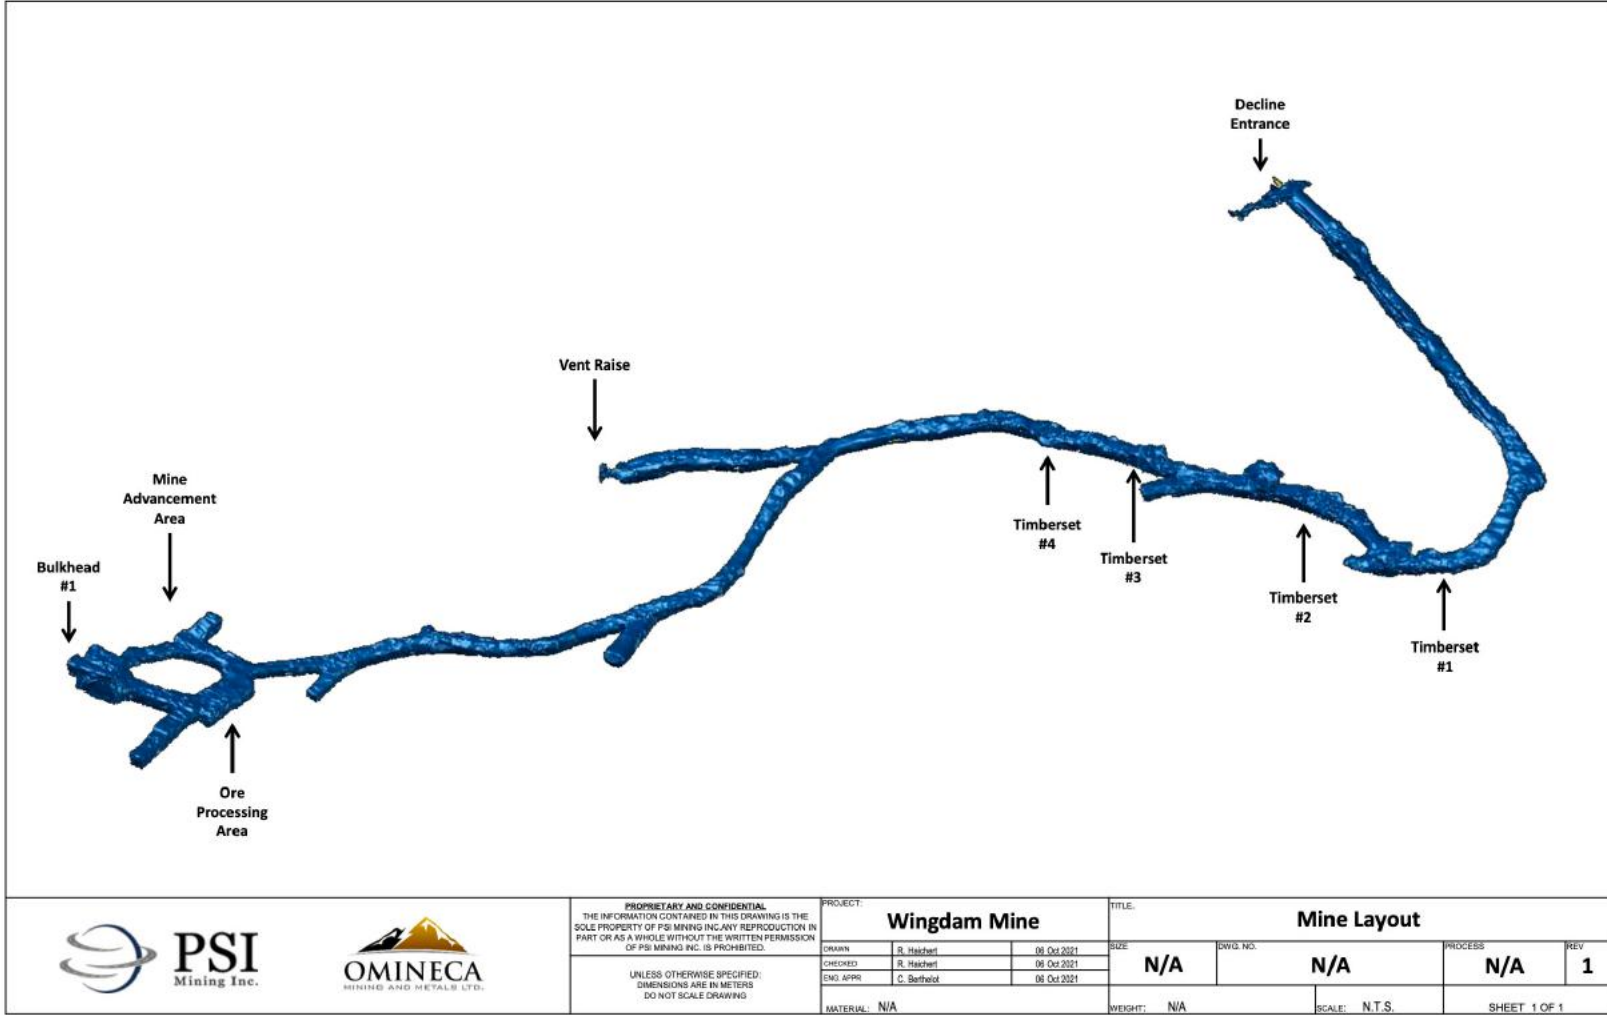 Decline
Entrance
Vent Raise
Mine
Advancement
Area
Bulkhead
#1
Timberset
#4
Timberset
#3
Timberset
#2
Timberset
#1
Ore
Processing
Area
PSI
Mining Inc.
OMINECA
MINING AND METALS LTD.
PROPRIETARY AND CONFIDENTIAL
THE INFORMATION CONTAINED IN THIS DRAWING IS THE
SOLE PROPERTY OF PSI MINING INC.ANY REPRODUCTION IN
PART OR AS A WHOLE WITHOUT THE WRITTEN PERMISSION
OF PSI MINING INC. IS PROHIBITED.
UNLESS OTHERWISE SPECIFIED:
DIMENSIONS ARE IN METERS
DO NOT SCALE DRAWING
PROJECT:
Wingdam Mine
DRAWN R. Haichert 06 Oct 2021
CHECKED R. Haichert 06 Oct 2021
ENG. APPR C. Berthelot 06 Oct 2021
MATERIAL: N/A
TITLE.
Mine Layout
SIZE
N/A
DWG. NO.
N/A
PROCESS
N/A
REV
1
WEIGHT: N/A
SCALE: N.T.S.
SHEET 1 OF 1